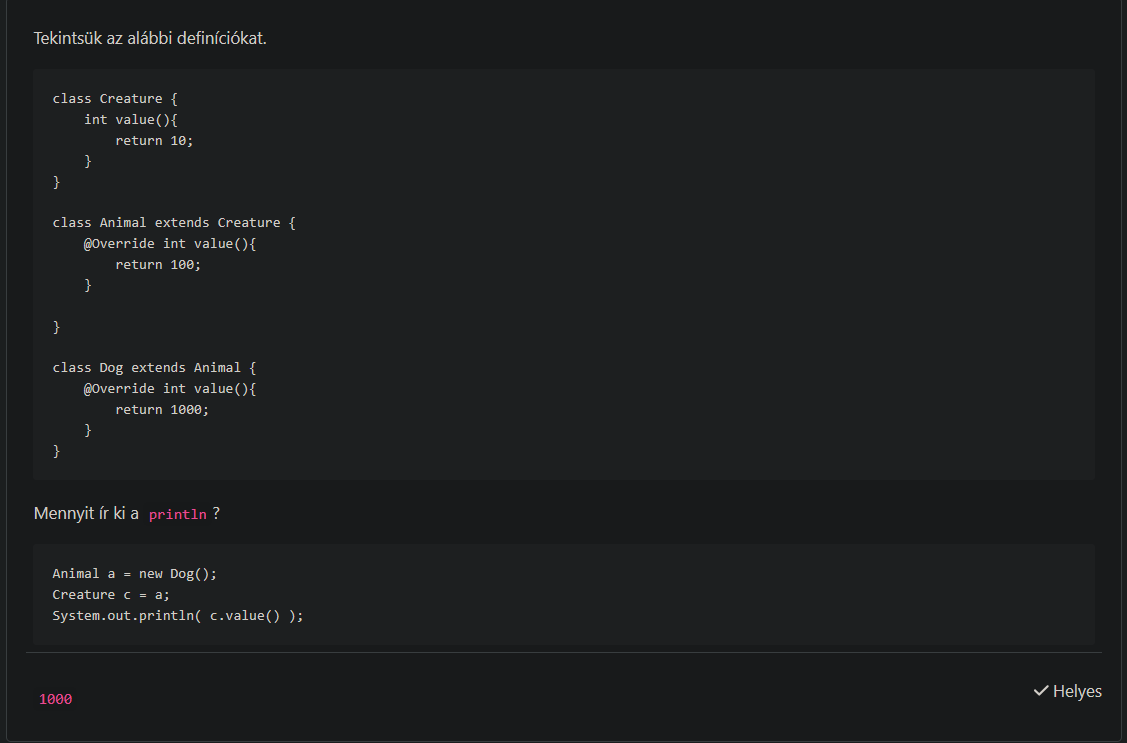 Tekintsük az alábbi definíciókat.
class Creature {
    int value(){
        return 10;
    }
}
class Animal extends Creature {
    @Override int value(){
        return 100;
    }
}
class Dog extends Animal {
    @Override int value(){
        return 1000;
    }
}
Mennyit ír ki a println ?
Animal a = new Dog();
Creature c = a;
System.out.println( c.value() );
1000
✓ Helyes